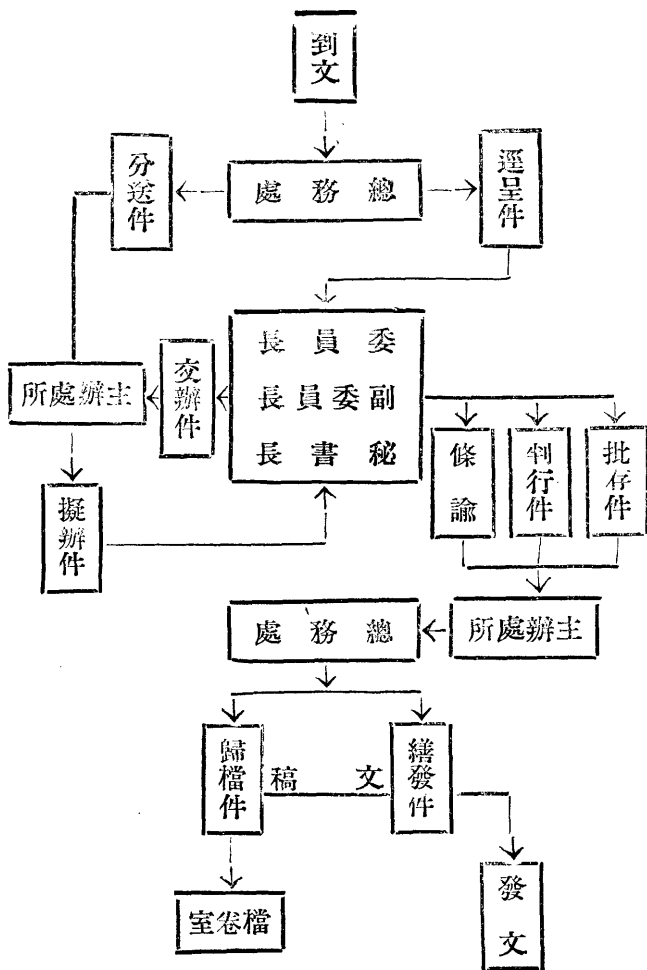 到文
總務處
逕呈件
分送件
委員長
副委員長
秘書長
交辦件
主辦處所
擬辦件
批存件
判行件
條諭
主辦處所
總務處
繕發件
文稿
歸檔件
發文
檔卷室